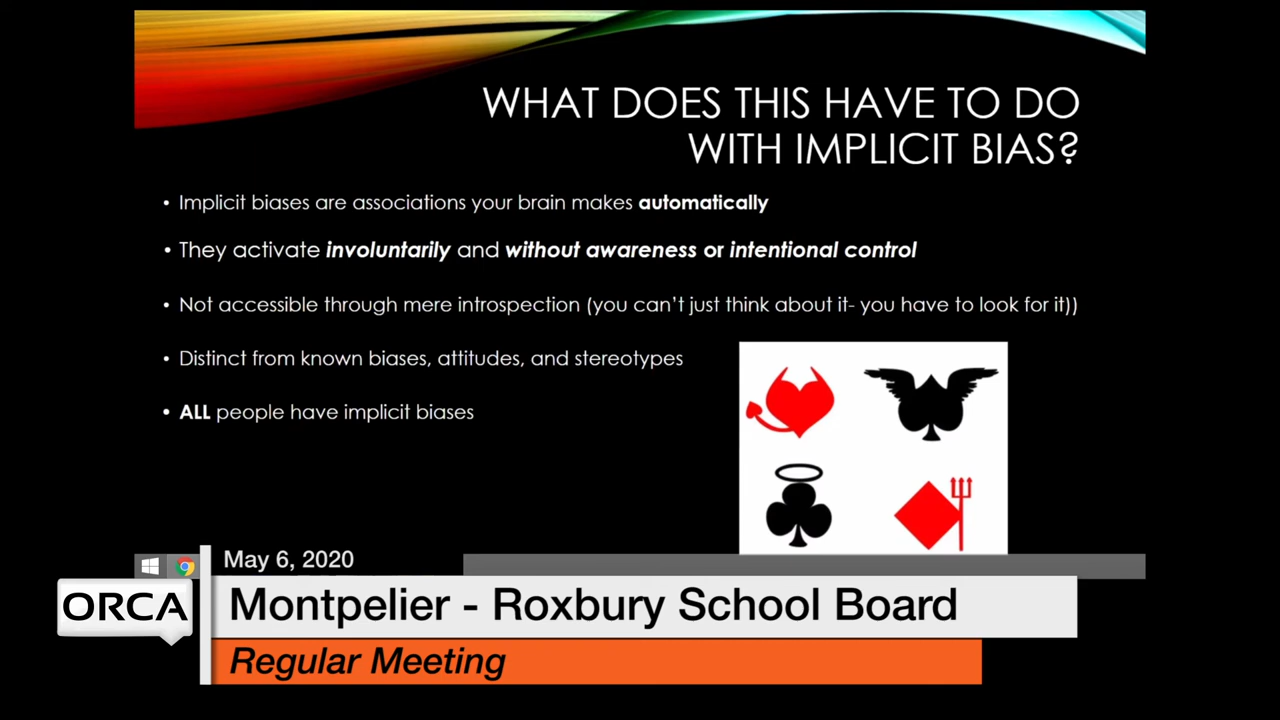 WHAT DOES THIS HAVE TO DO
WITH IMPLICIT BIAS?
• Implicit biases are associations your brain makes automatically
• They activate involuntarily and without awareness or intentional control
• Not accessible through mere introspection (you can't just think about it- you have to look for it))
• Distinct from known biases, attitudes, and stereotypes
• ALL people have implicit biases
May 6, 2020
ORCA
Montpelier - Roxbury School Board
Regular Meeting